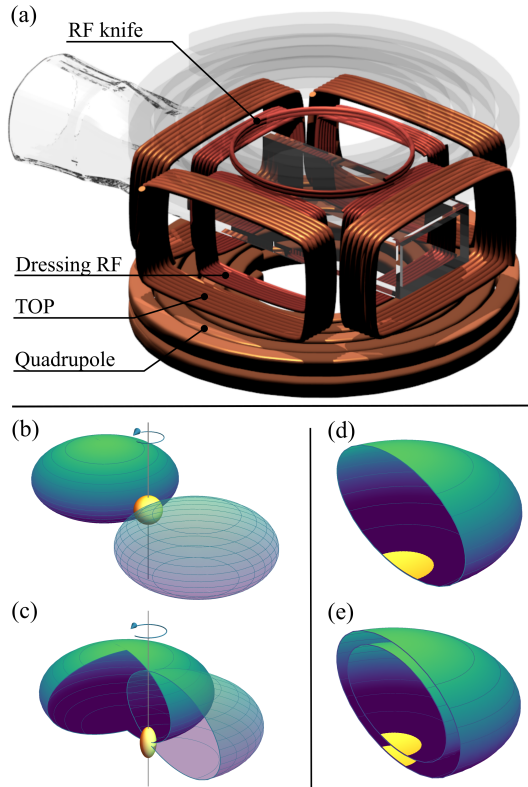 (a)
RF knife
Dressing RF
TOP
Quadrupole
(b)
(d)
(c)
(e)